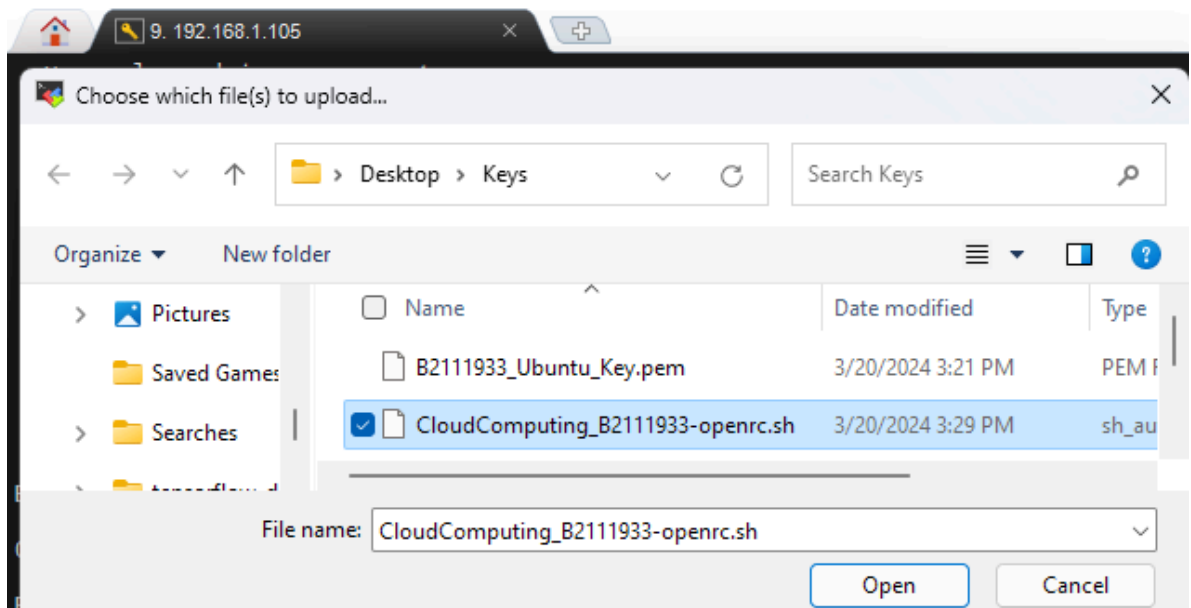 9. 192.168.1.105
Choose which file(s) to upload...
Desktop > Keys
Search Keys
Organize
New folder
Name
Date modified
Type
Pictures
B2111933_Ubuntu_Key.pem
3/20/2024 3:21 PM
PEM
Saved Games
CloudComputing_B2111933-openrc.sh
3/20/2024 3:29 PM
sh_au
Searches
File name:
CloudComputing_B2111933-openrc.sh
Open
Cancel